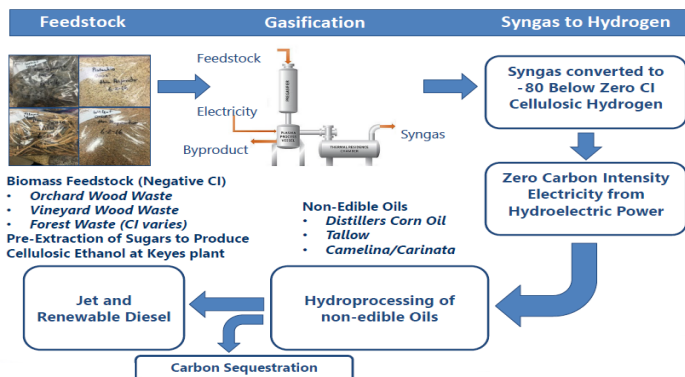 Feedstock
Gasification
Syngas to Hydrogen
Feedstock
Electricity
Byproduct
Syngas
Syngas converted to
-80 Below Zero CI
Cellulosic Hydrogen
Zero Carbon Intensity
Electricity from
Hydroelectric Power
Biomass Feedstock (Negative CI)
• Orchard Wood Waste
• Vineyard Wood Waste
• Forest Waste (CI varies)
Pre-Extraction of Sugars to Produce
Cellulosic Ethanol at Keyes plant
Non-Edible Oils
• Distillers Corn Oil
• Tallow
• Camelina/Carinata
Jet and
Renewable Diesel
Hydroprocessing of
non-edible Oils
Carbon Sequestration